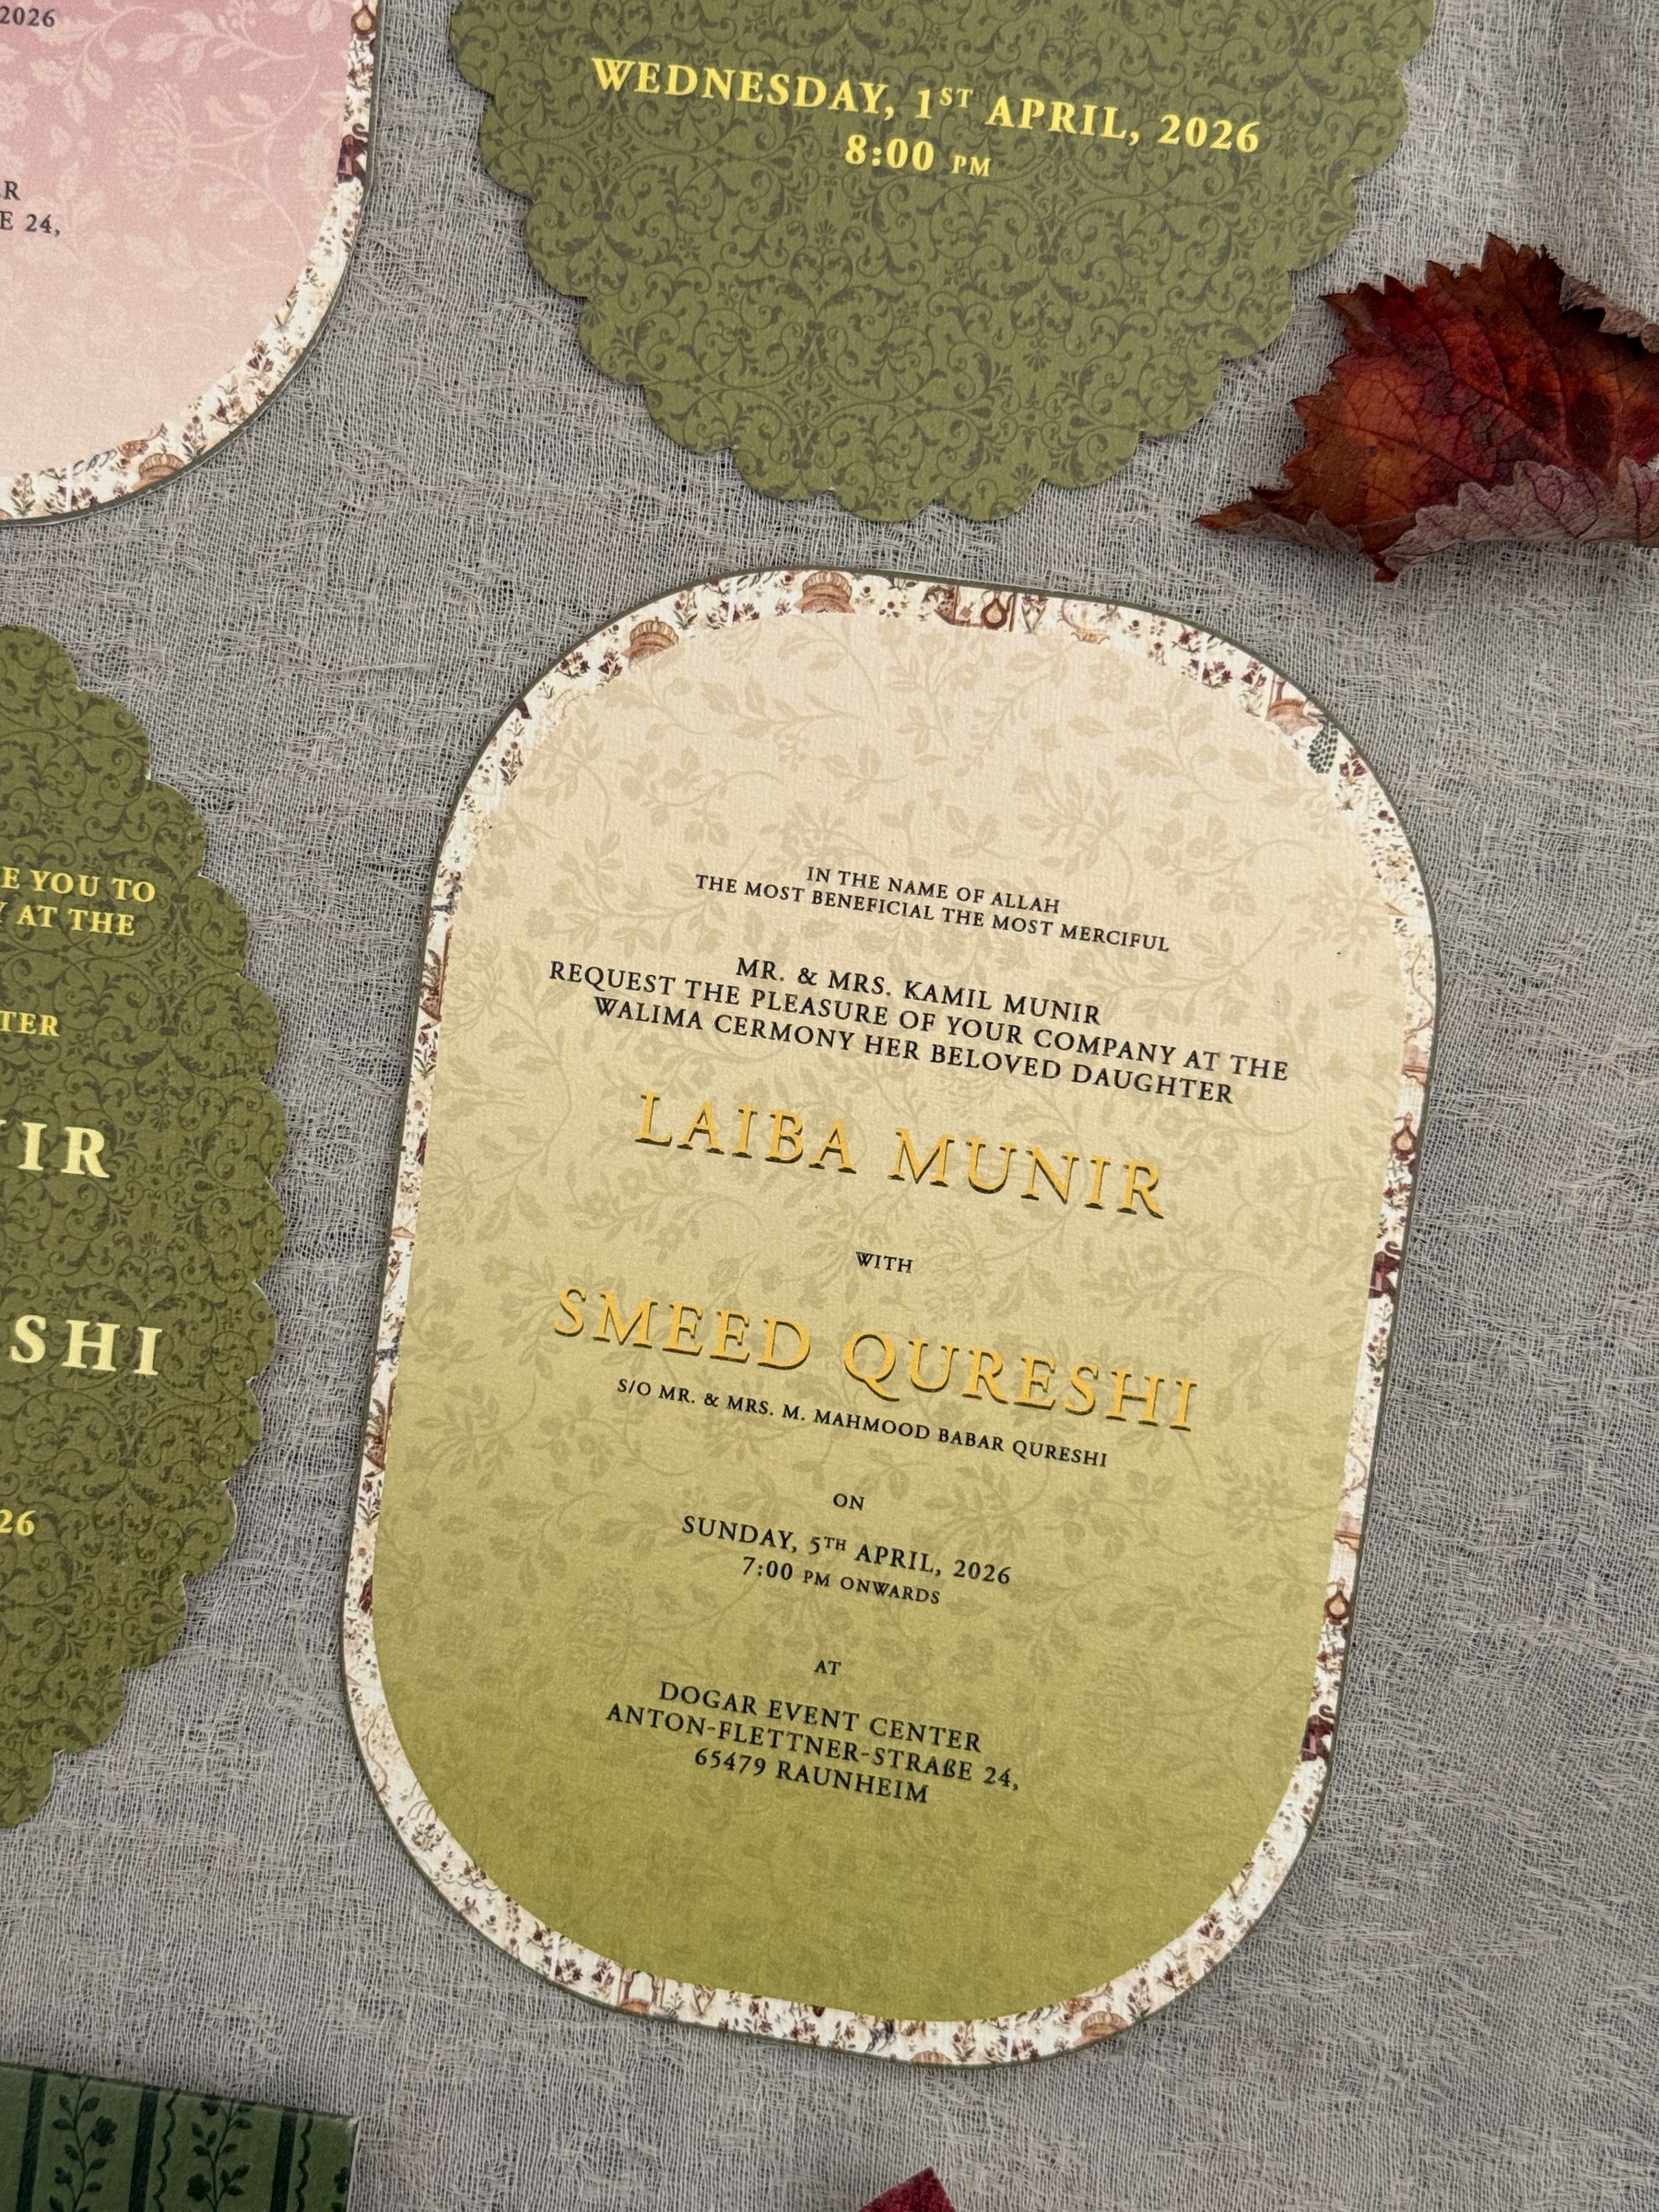 2026
R
E 24,
WEDNESDAY, 1ST APRIL, 2026
8:00 PM
E YOU TO
Y AT THE
TER
NIR
SHI
26
IN THE NAME OF ALLAH
THE MOST BENEFICIAL THE MOST MERCIFUL
MR. & MRS. KAMIL MUNIR
REQUEST THE PLEASURE OF YOUR COMPANY AT THE
WALIMA CERMONY HER BELOVED DAUGHTER
LAIBA MUNIR
WITH
SMEED QURESHI
S/O MR. & MRS. M. MAHMOOD BABAR QURESHI
ON
SUNDAY, 5TH APRIL, 2026
7:00 PM ONWARDS
AT
DOGAR EVENT CENTER
ANTON-FLETTNER-STRAßE 24,
65479 RAUNHEIM